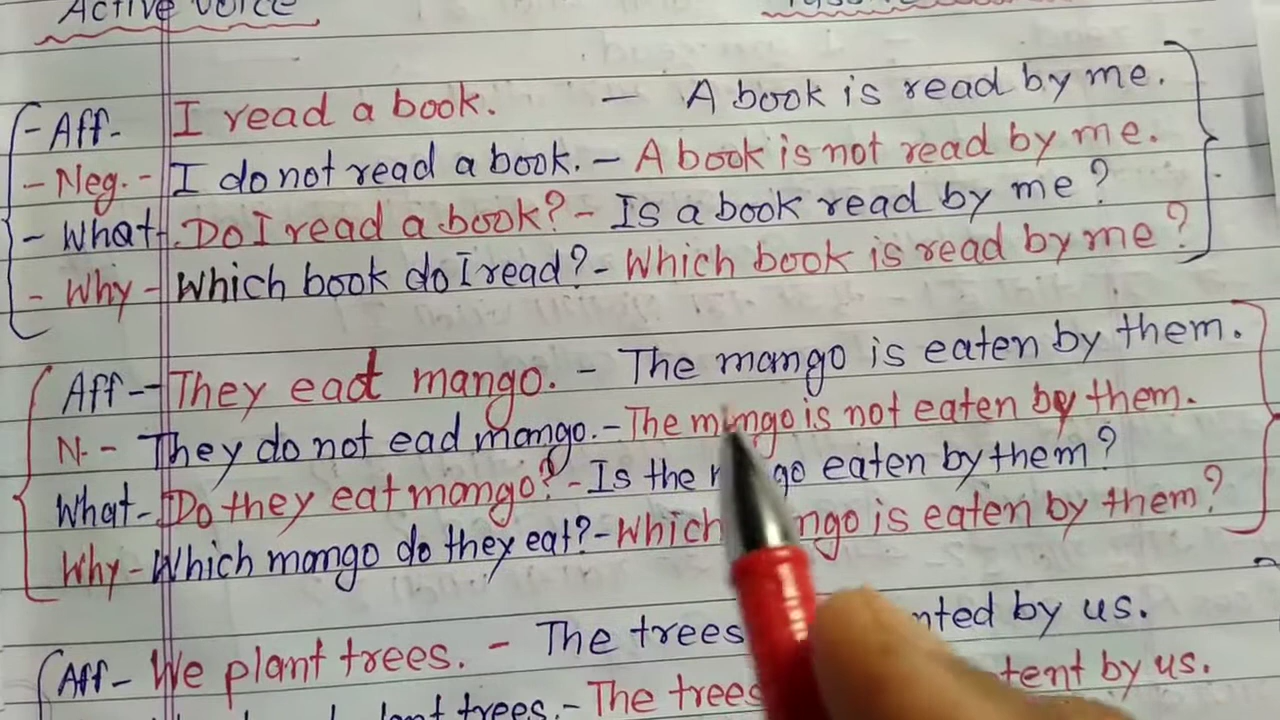 Active Voice
- Aff- I read a book. - A book is read by me.
- Neg.- I do not read a book. - A book is not read by me.
- What- Do I read a book? - Is a book read by me?
- Why - Which book do I read? - Which book is read by me?
Aff- They eat mango. - The mango is eaten by them.
N.- They do not ead mango. - The mango is not eaten by them.
What- Do they eat mango? - Is the eaten by them?
Why - Which mango do they eat? - Which is eaten by them?
Aff- We plant trees. - The trees by us.
trees. - The trees by us.